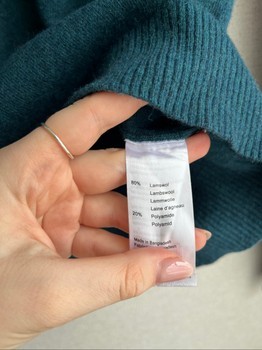 80% Lamswol
Lambswool
Lammwolle
Laine d'agneau
20% Polyamide
Polyamid
Made in Bangladesh